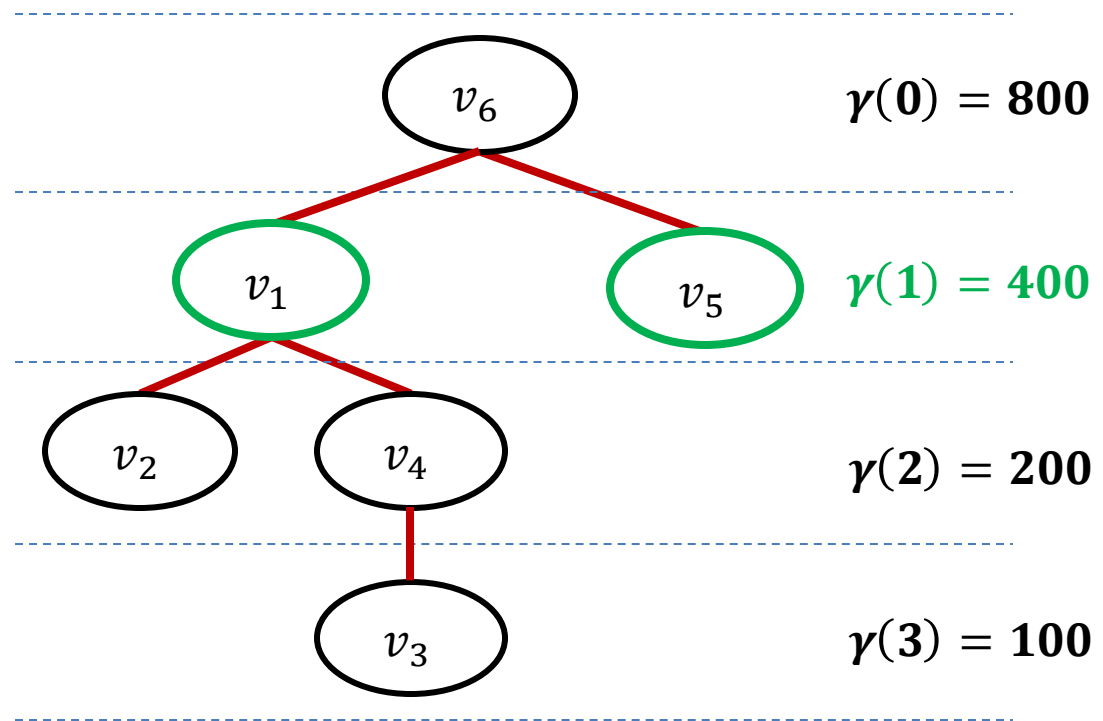 v₆
γ(0) = 800
v₁
v₅
γ(1) = 400
v₂
v₄
γ(2) = 200
v₃
γ(3) = 100